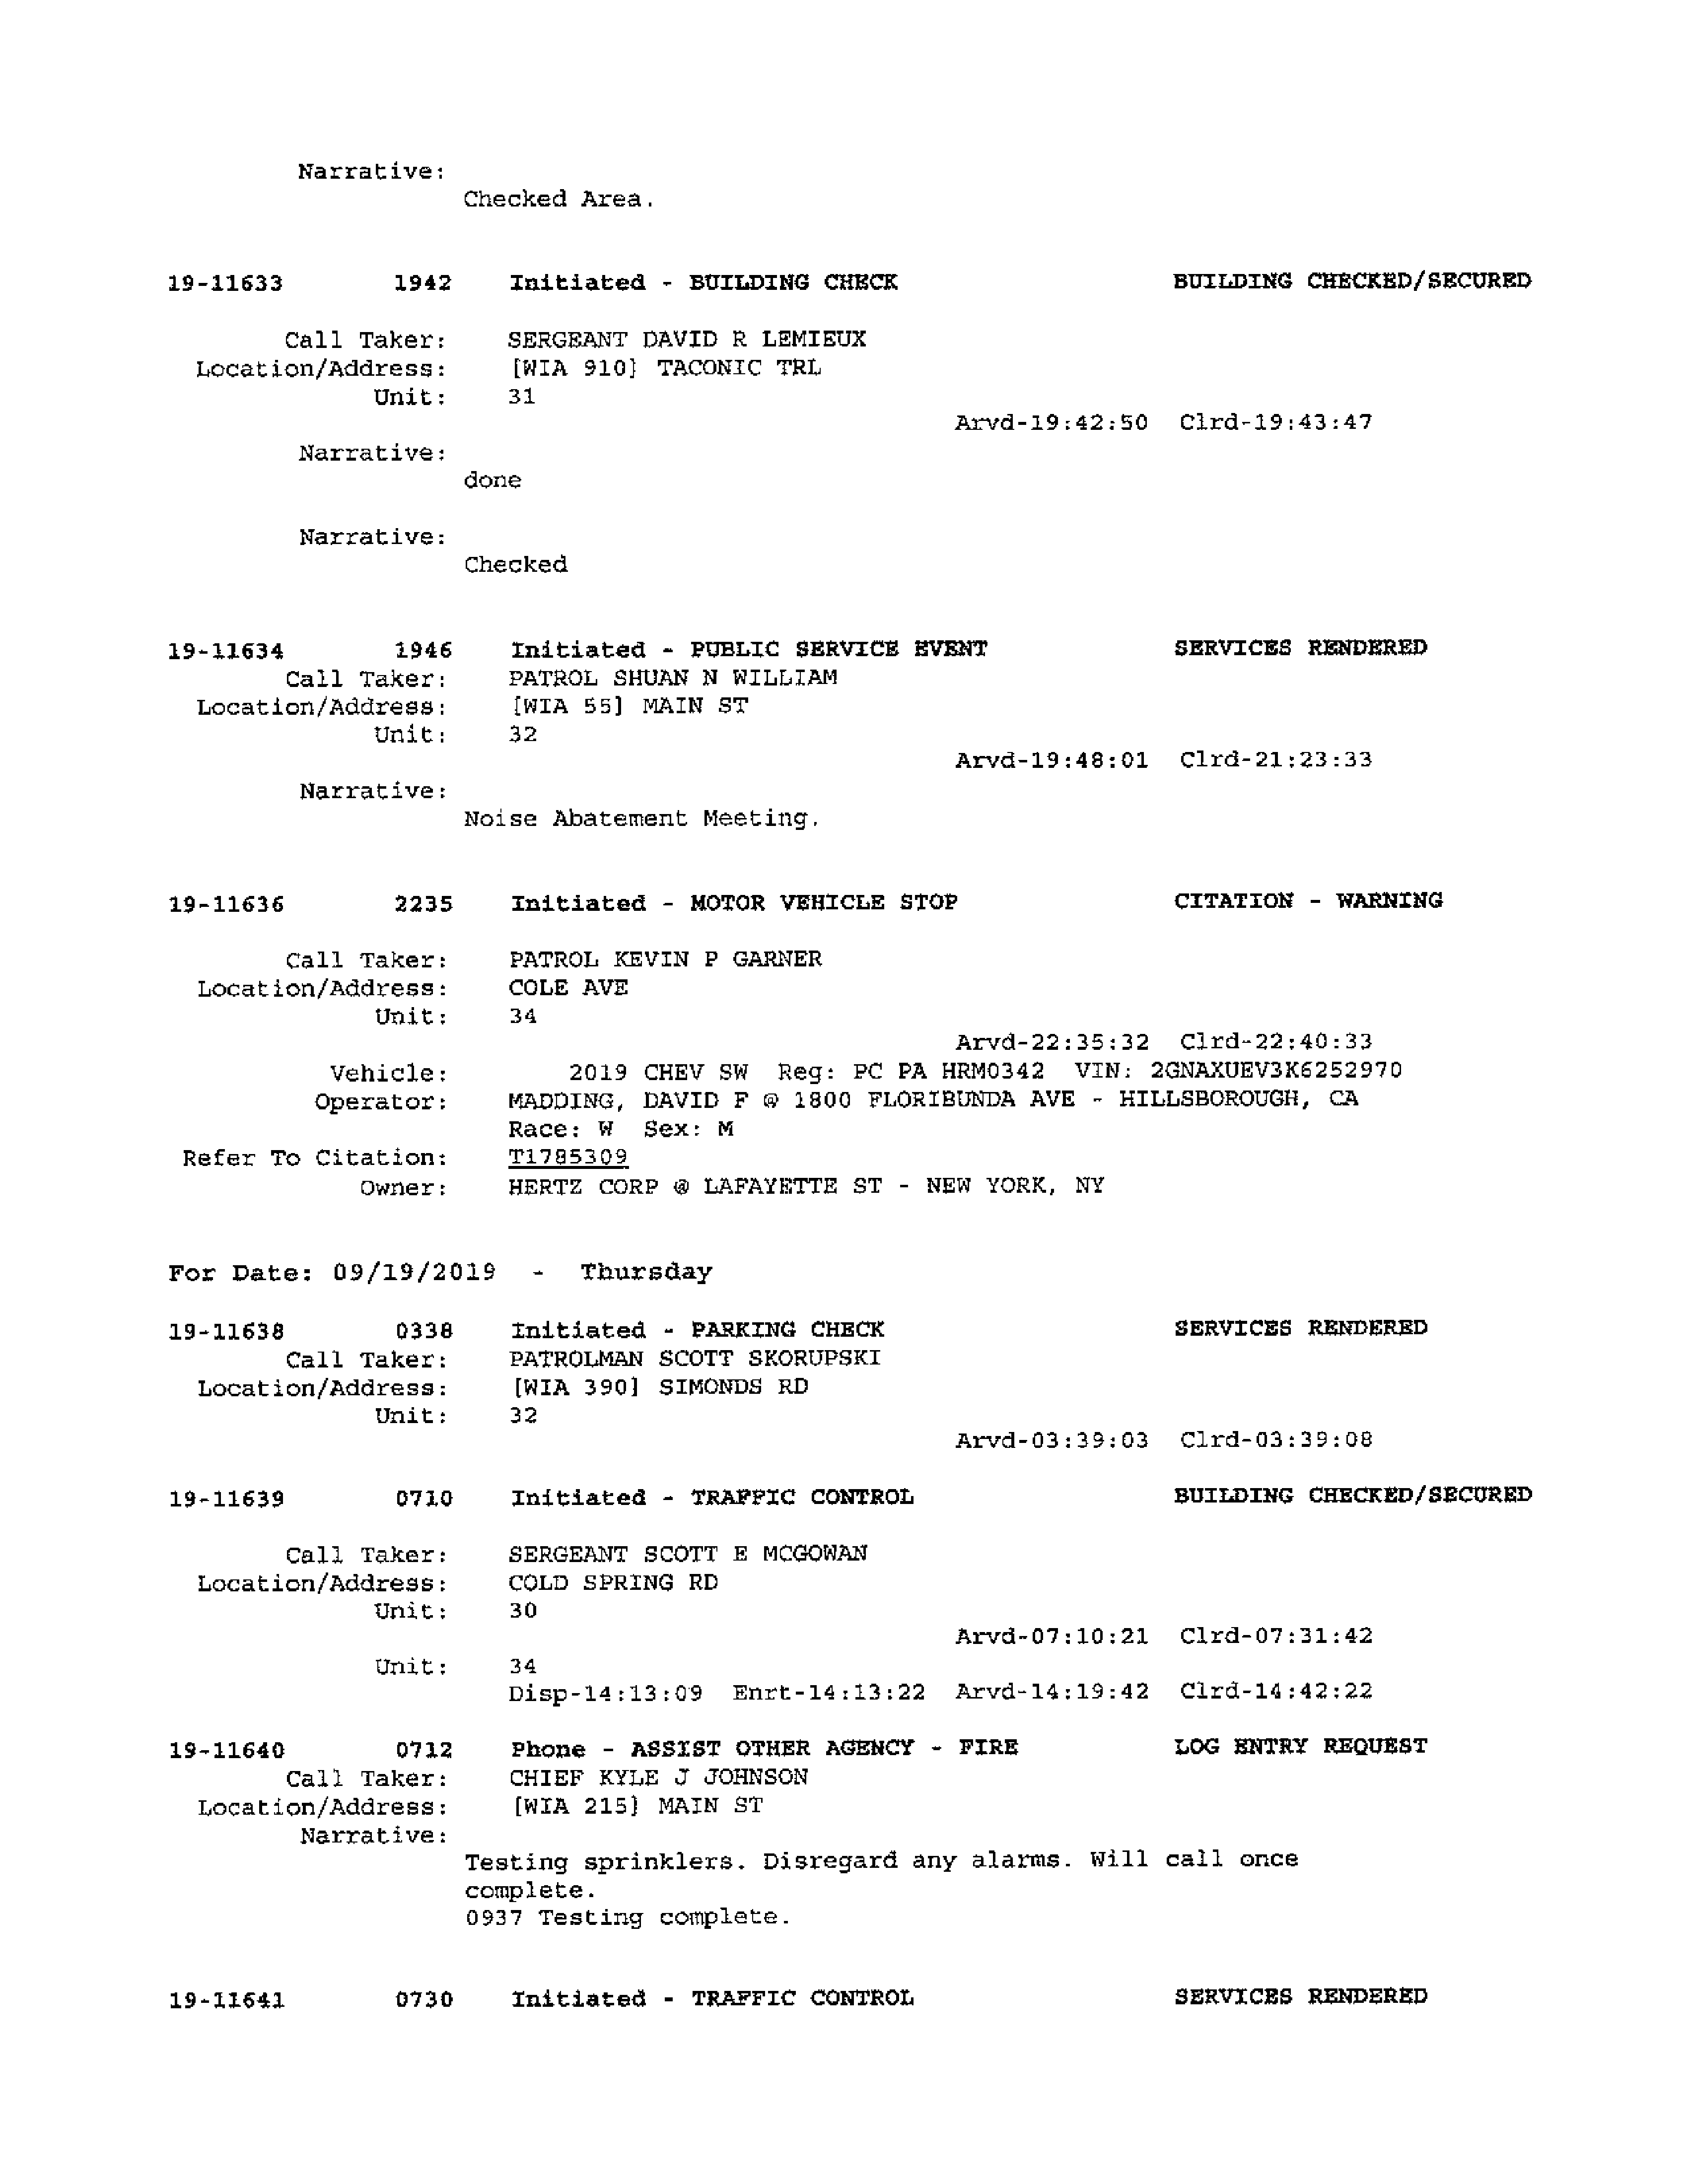 Narrative:
Checked Area.
19-11633 1942 Initiated - BUILDING CHECK BUILDING CHECKED/SECURED
Call Taker: SERGEANT DAVID R LEMIEUX
Location/Address: [WIA 910] TACONIC TRL
Unit: 31
Arvd-19:42:50 Clrd-19:43:47
Narrative:
done
Narrative:
Checked
19-11634 1946 Initiated - PUBLIC SERVICE EVENT SERVICES RENDERED
Call Taker: PATROL SHUAN N WILLIAM
Location/Address: [WIA 55] MAIN ST
Unit: 32
Arvd-19:48:01 Clrd-21:23:33
Narrative:
Noise Abatement Meeting.
19-11636 2235 Initiated - MOTOR VEHICLE STOP CITATION - WARNING
Call Taker: PATROL KEVIN P GARNER
Location/Address: COLE AVE
Unit: 34
Arvd-22:35:32 Clrd-22:40:33
Vehicle: 2019 CHEV SW Reg: PC PA HRM0342 VIN: 2GNAXUEV3K6252970
Operator: MADDING, DAVID F @ 1800 FLORIBUNDA AVE - HILLSBOROUGH, CA
Race: W Sex: M
Refer To Citation: T1785309
Owner: HERTZ CORP @ LAFAYETTE ST - NEW YORK, NY
For Date: 09/19/2019 - Thursday
19-11638 0338 Initiated - PARKING CHECK SERVICES RENDERED
Call Taker: PATROLMAN SCOTT SKORUPSKI
Location/Address: [WIA 390] SIMONDS RD
Unit: 32
Arvd-03:39:03 Clrd-03:39:08
19-11639 0710 Initiated - TRAFFIC CONTROL BUILDING CHECKED/SECURED
Call Taker: SERGEANT SCOTT E MCGOWAN
Location/Address: COLD SPRING RD
Unit: 30
Arvd-07:10:21 Clrd-07:31:42
Unit: 34
Disp-14:13:09 Enrt-14:13:22 Arvd-14:19:42 Clrd-14:42:22
19-11640 0712 Phone - ASSIST OTHER AGENCY - FIRE LOG ENTRY REQUEST
Call Taker: CHIEF KYLE J JOHNSON
Location/Address: [WIA 215] MAIN ST
Narrative:
Testing sprinklers. Disregard any alarms. Will call once
complete.
0937 Testing complete.
19-11641 0730 Initiated - TRAFFIC CONTROL SERVICES RENDERED